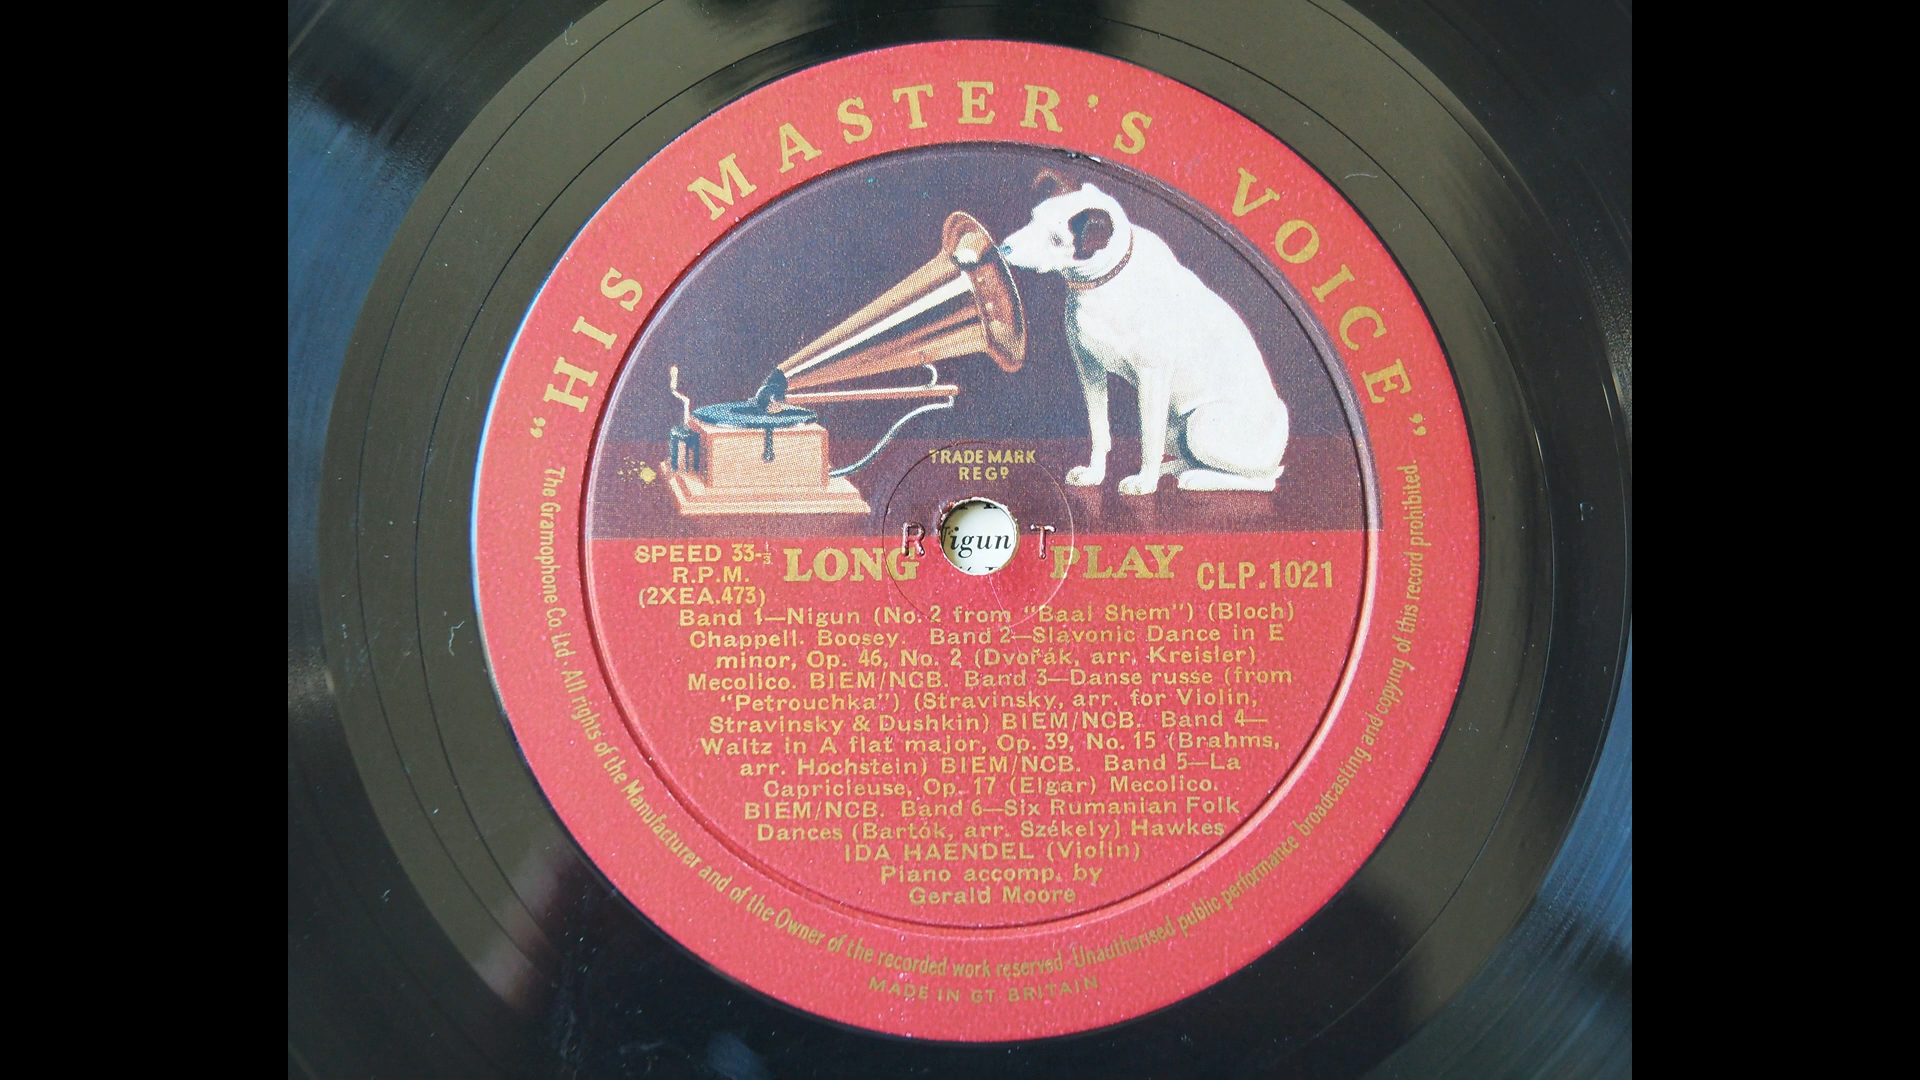 “HIS MASTER'S VOICE”
TRADE MARK
REGD
R T
igun
SPEED 33-⅓
R.P.M.
(2XEA.473)
LONG PLAY
CLP.1021
Band 1—Nigun (No. 2 from “Baal Shem”) (Bloch)
Chappell. Boosey. Band 2—Slavonic Dance in E
minor, Op. 46, No. 2 (Dvořák, arr. Kreisler)
Mecolico. BIEM/NCB. Band 3—Danse russe (from
“Petrouchka”) (Stravinsky, arr. for Violin,
Stravinsky & Dushkin) BIEM/NCB. Band 4—
Waltz in A flat major, Op. 39, No. 15 (Brahms,
arr. Hochstein) BIEM/NCB. Band 5—La
Capricieuse, Op. 17 (Elgar) Mecolico.
BIEM/NCB. Band 6—Six Rumanian Folk
Dances (Bartók, arr. Székely) Hawkes
IDA HAENDEL (Violin)
Piano accomp. by
Gerald Moore
The Gramophone Co Ltd. All rights of the Manufacturer and of the Owner of the recorded work reserved. Unauthorised public performance broadcasting and copying of this record prohibited.
MADE IN GT BRITAIN